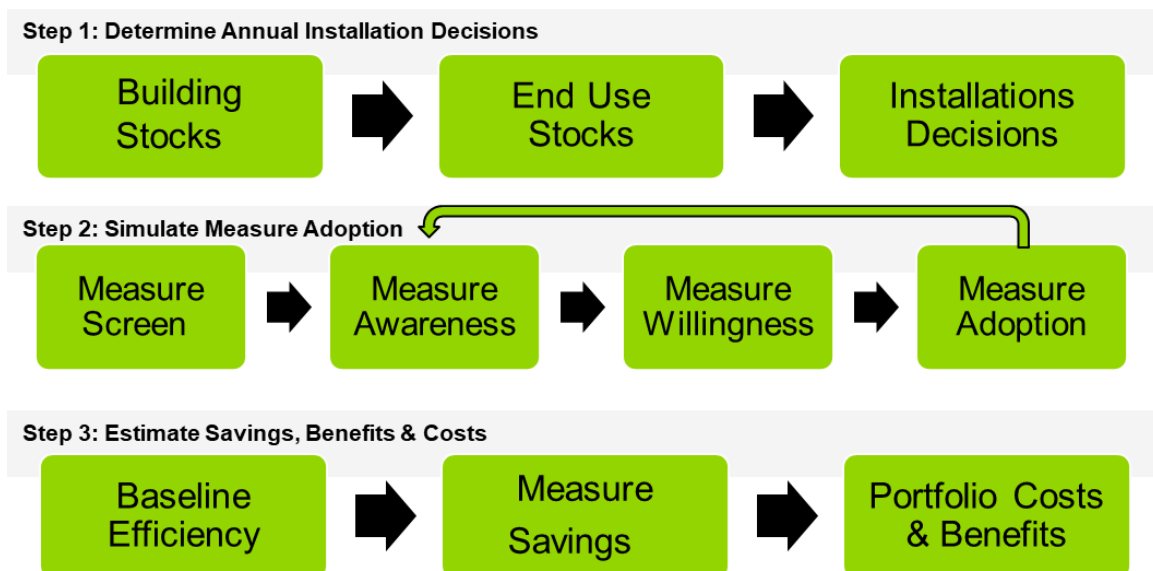 Step 1: Determine Annual Installation Decisions
Building
Stocks
End Use
Stocks
Installations
Decisions
Step 2: Simulate Measure Adoption
Measure
Screen
Measure
Awareness
Measure
Willingness
Measure
Adoption
Step 3: Estimate Savings, Benefits & Costs
Baseline
Efficiency
Measure
Savings
Portfolio Costs
& Benefits